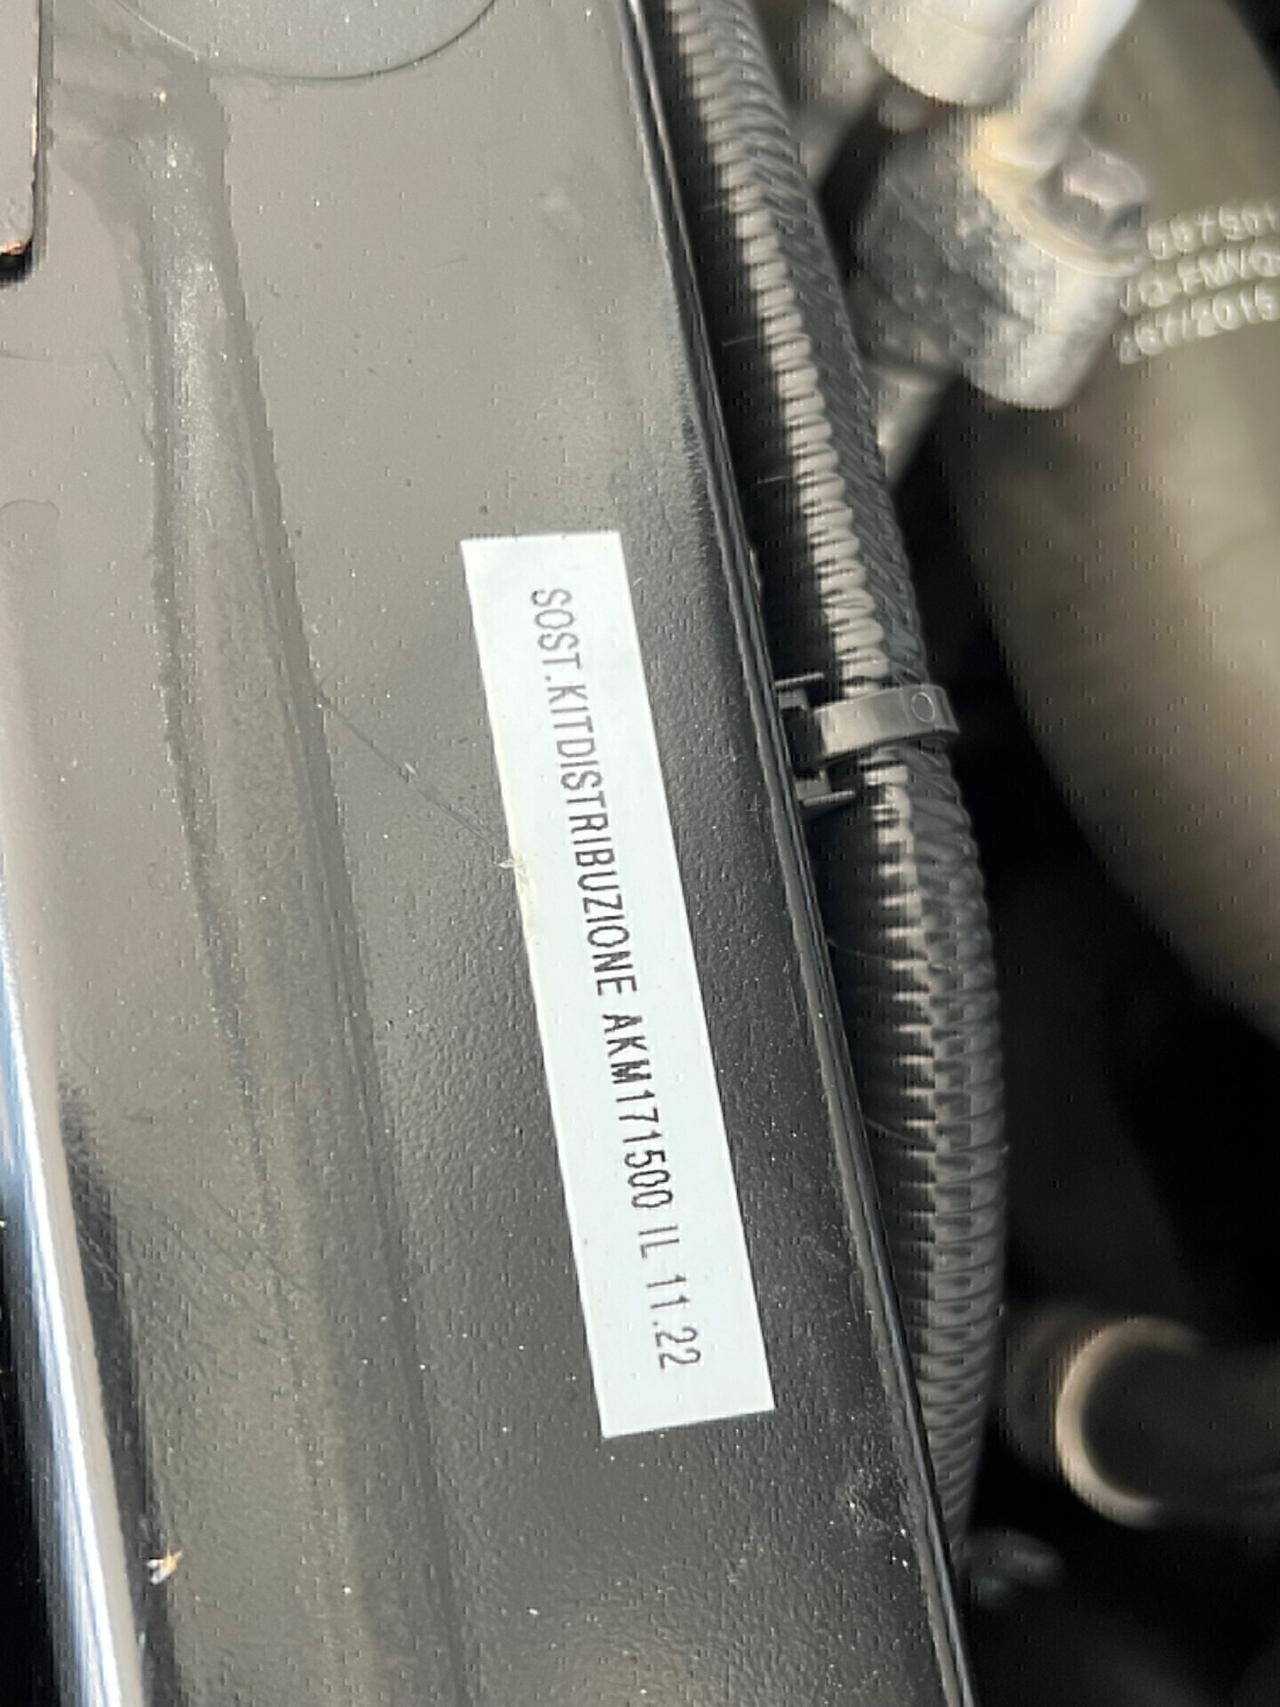 SOST.KITDISTRIBUZIONE AKM171500 IL 11.22